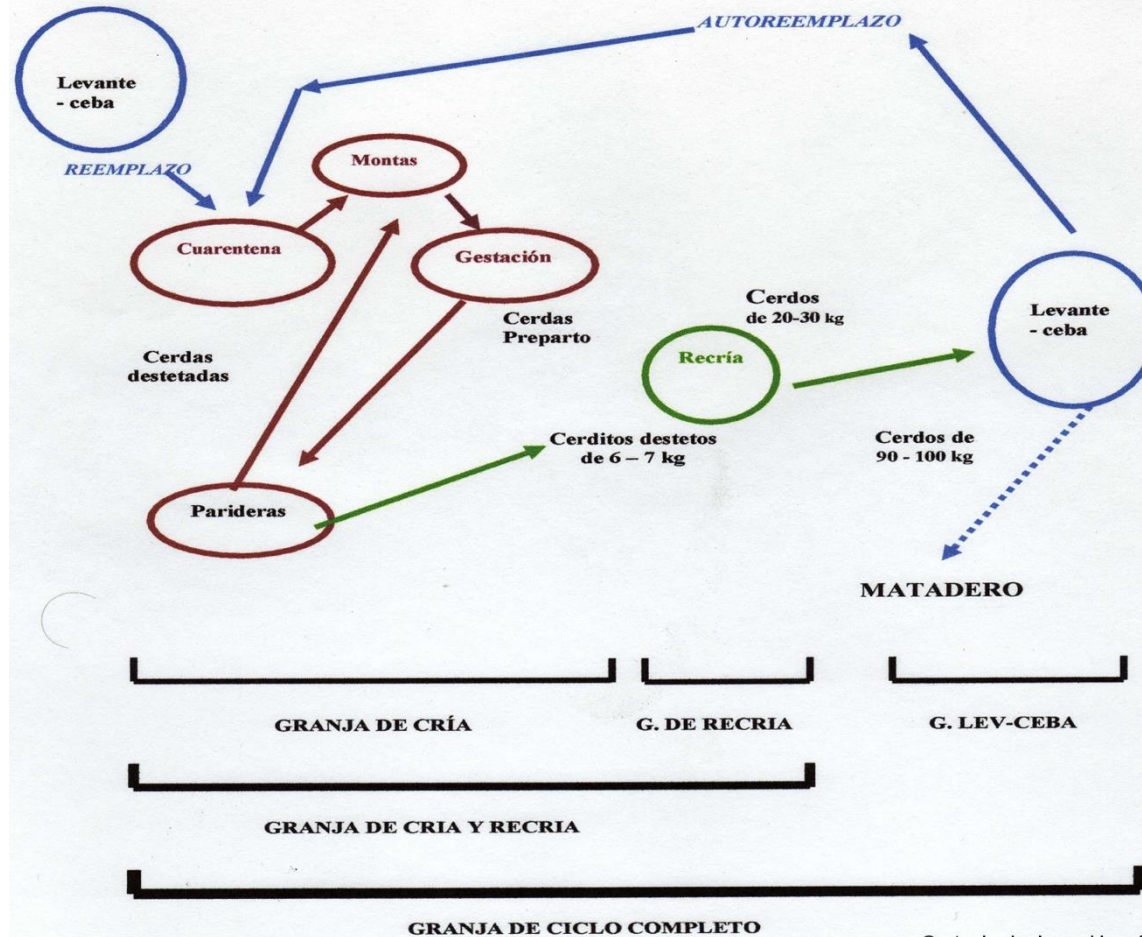 AUTOREEMPLAZO
Levante
- ceba
REEMPLAZO
Montas
Cuarentena
Gestación
Cerdas
Preparto
Cerdas
destetadas
Cerdos
de 20-30 kg
Recría
Levante
- ceba
Cerditos destetos
de 6 – 7 kg
Cerdos de
90 - 100 kg
Parideras
MATADERO
GRANJA DE CRÍA
G. DE RECRIA
G. LEV-CEBA
GRANJA DE CRIA Y RECRIA
GRANJA DE CICLO COMPLETO